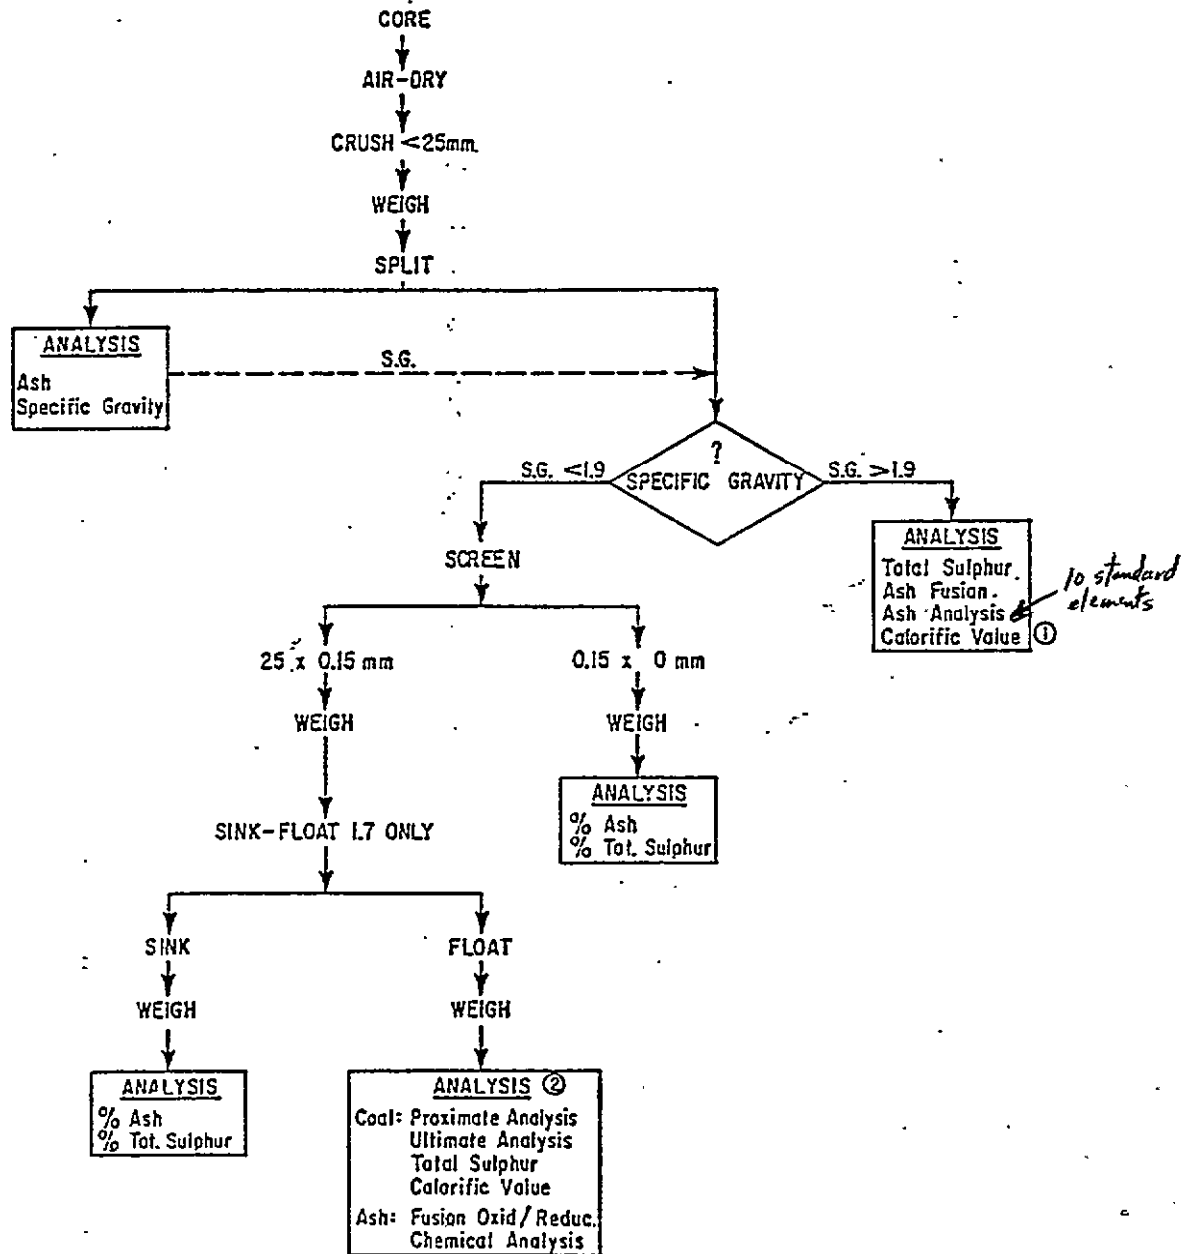 CORE
AIR-DRY
CRUSH <25mm.
WEIGH
SPLIT
ANALYSIS
Ash
Specific Gravity
S.G.
?
SPECIFIC GRAVITY
S.G. <1.9
S.G. >1.9
ANALYSIS
Total Sulphur.
Ash Fusion.
Ash Analysis
Calorific Value ①
10 standard
elements
SCREEN
25 x 0.15 mm
0.15 x 0 mm
WEIGH
WEIGH
ANALYSIS
% Ash
% Tot. Sulphur
SINK-FLOAT 1.7 ONLY
SINK
FLOAT
WEIGH
WEIGH
ANALYSIS
% Ash
% Tot. Sulphur
ANALYSIS ②
Coal: Proximate Analysis
Ultimate Analysis
Total Sulphur
Calorific Value
Ash: Fusion Oxid/Reduc.
Chemical Analysis